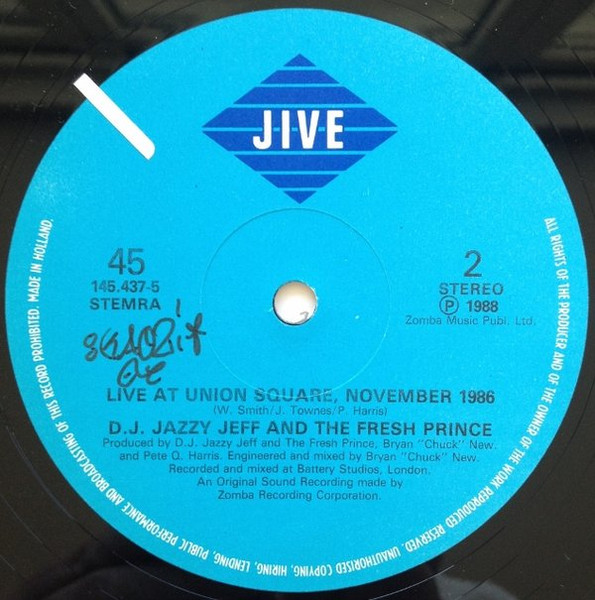 JIVE
45
145.437-5
STEMRA
2
STEREO
Ⓟ 1988
Zomba Music Publ. Ltd.
LIVE AT UNION SQUARE, NOVEMBER 1986
(W. Smith/J. Townes/P. Harris)
D.J. JAZZY JEFF AND THE FRESH PRINCE
Produced by D.J. Jazzy Jeff and The Fresh Prince, Bryan "Chuck" New.
and Pete Q. Harris. Engineered and mixed by Bryan "Chuck" New.
Recorded and mixed at Battery Studios, London.
An Original Sound Recording made by
Zomba Recording Corporation.
ALL RIGHTS OF THE PRODUCER AND OF THE OWNER OF THE WORK REPRODUCED RESERVED. UNAUTHORISED COPYING, HIRING, LENDING, PUBLIC PERFORMANCE AND BROADCASTING OF THIS RECORD PROHIBITED. MADE IN HOLLAND.